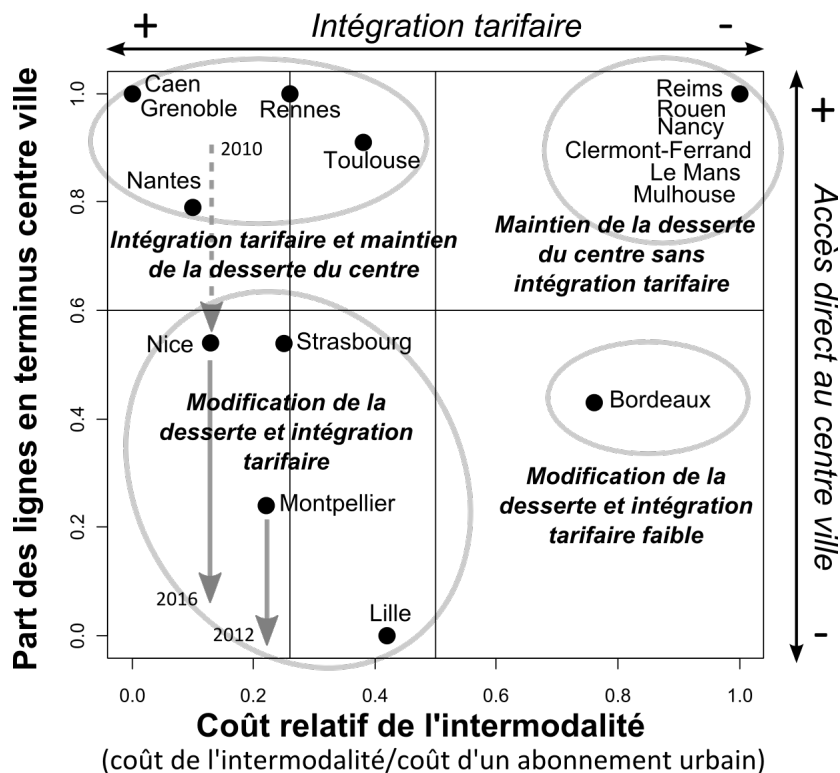 + Intégration tarifaire -
Part des lignes en terminus centre ville
1.0
0.8
0.6
0.4
0.2
0.0
Caen
Grenoble
Rennes
2010
Toulouse
Nantes
Intégration tarifaire et maintien
de la desserte du centre
Reims
Rouen
Nancy
Clermont-Ferrand
Le Mans
Mulhouse
Maintien de la desserte
du centre sans
intégration tarifaire
Nice
Strasbourg
Modification de la
desserte et intégration
tarifaire
Montpellier
2016
2012
Lille
Bordeaux
Modification de la
desserte et intégration
tarifaire faible
+
Accès direct au centre ville
-
0.0 0.2 0.4 0.6 0.8 1.0
Coût relatif de l'intermodalité
(coût de l'intermodalité/coût d'un abonnement urbain)